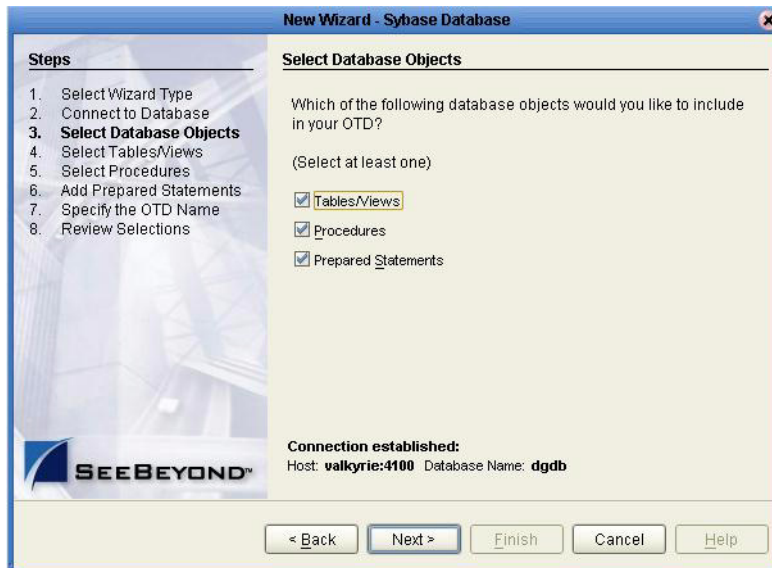 New Wizard - Sybase Database
Steps
1. Select Wizard Type
2. Connect to Database
3. Select Database Objects
4. Select Tables/Views
5. Select Procedures
6. Add Prepared Statements
7. Specify the OTD Name
8. Review Selections
SEEBEYOND™
Select Database Objects
Which of the following database objects would you like to include
in your OTD?
(Select at least one)
Tables/Views
Procedures
Prepared Statements
Connection established:
Host: valkyrie:4100 Database Name: dgdb
< Back Next > Finish Cancel Help